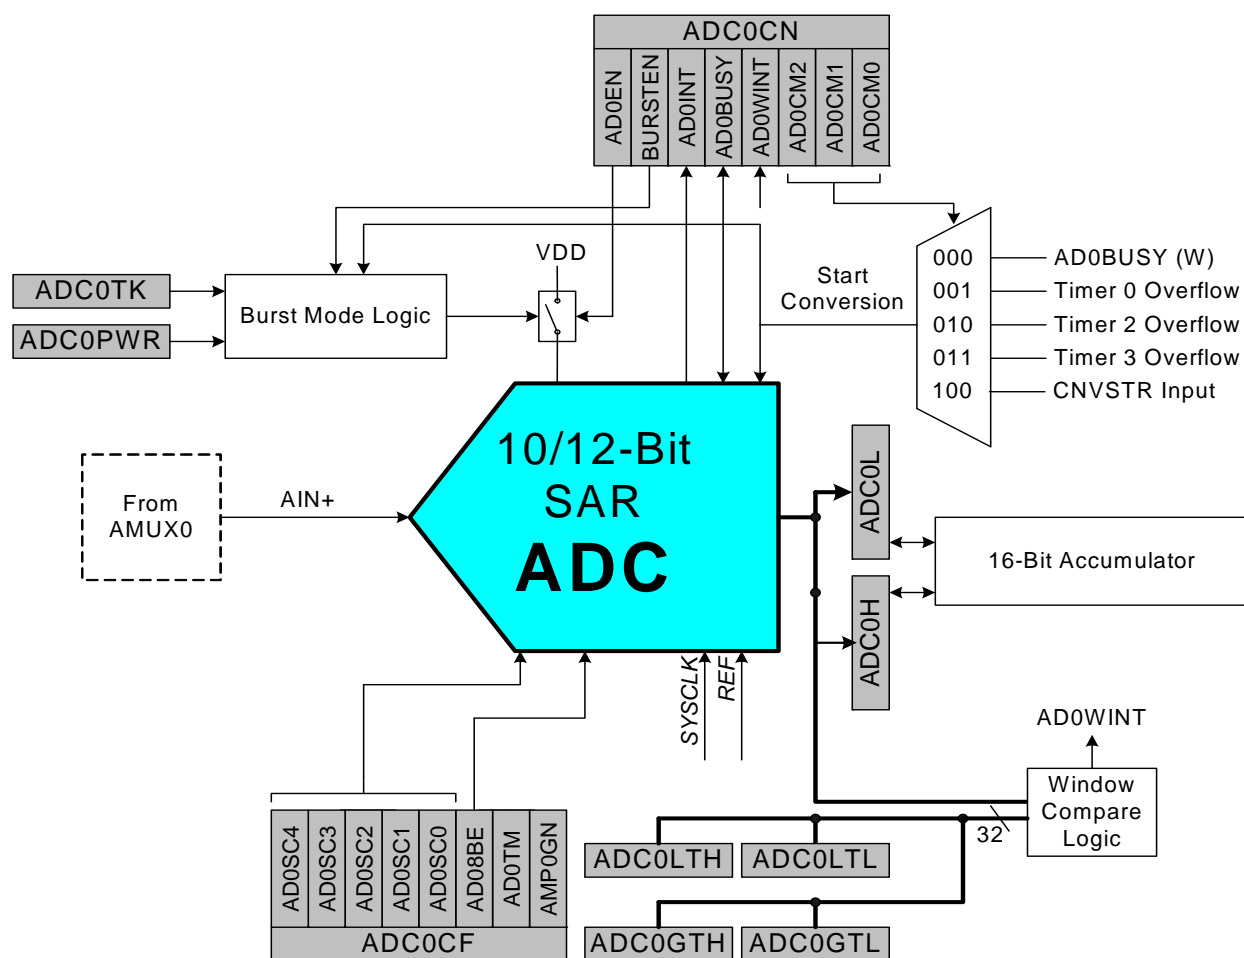 ADC0CN
AD0EN
BURSTEN
AD0INT
AD0BUSY
AD0WINT
AD0CM2
AD0CM1
AD0CM0
VDD
Start
Conversion
000
AD0BUSY (W)
001
Timer 0 Overflow
010
Timer 2 Overflow
011
Timer 3 Overflow
100
CNVSTR Input
ADC0TK
ADC0PWR
Burst Mode Logic
10/12-Bit
SAR
ADC
From
AMUX0
AIN+
ADC0L
ADC0H
16-Bit Accumulator
SYSCLK
REF
AD0WINT
Window
Compare
Logic
32
AD0SC4
AD0SC3
AD0SC2
AD0SC1
AD0SC0
AD08BE
AD0TM
AMP0GN
ADC0CF
ADC0LTH
ADC0LTL
ADC0GTH
ADC0GTL